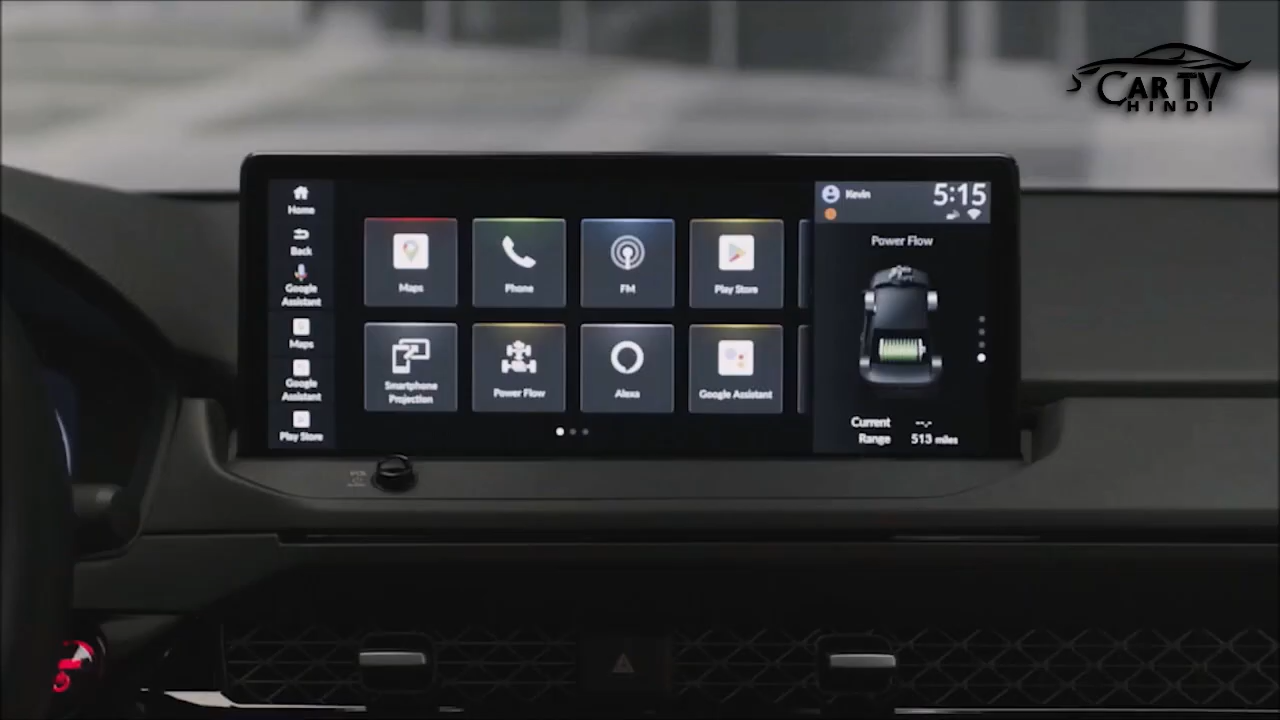 CAR TV
HINDI
Home
Back
Google
Assistant
Maps
Google
Assistant
Play Store
Maps
Phone
FM
Play Store
Smartphone
Projection
Power Flow
Alexa
Google Assistant
Kevin
5:15
Power Flow
Current --.-
Range 513 miles